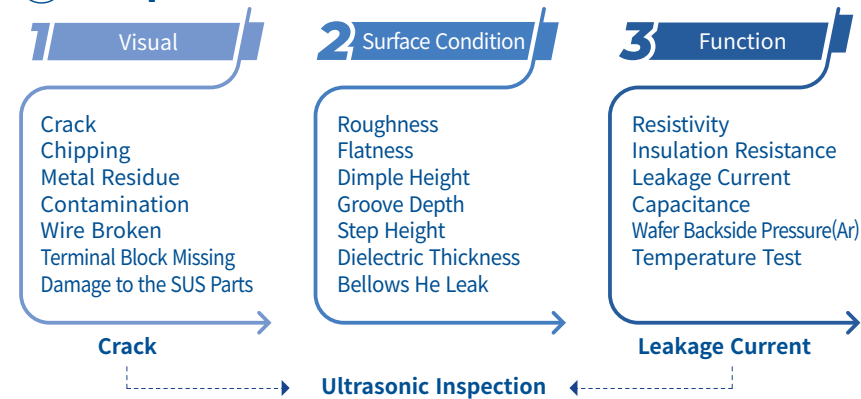 1 Visual
Crack
Chipping
Metal Residue
Contamination
Wire Broken
Terminal Block Missing
Damage to the SUS Parts
Crack
2 Surface Condition
Roughness
Flatness
Dimple Height
Groove Depth
Step Height
Dielectric Thickness
Bellows He Leak
3 Function
Resistivity
Insulation Resistance
Leakage Current
Capacitance
Wafer Backside Pressure(Ar)
Temperature Test
Leakage Current
Ultrasonic Inspection